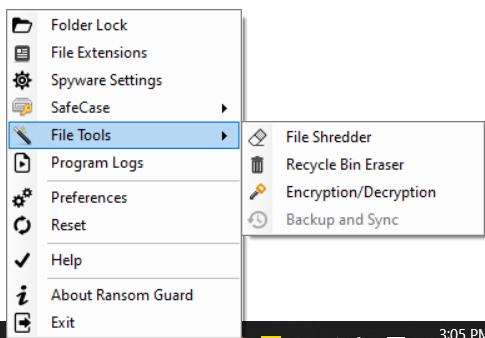 Folder Lock
File Extensions
Spyware Settings
SafeCase
File Tools
Program Logs
Preferences
Reset
Help
About Ransom Guard
Exit
File Shredder
Recycle Bin Eraser
Encryption/Decryption
Backup and Sync
3:05 PM